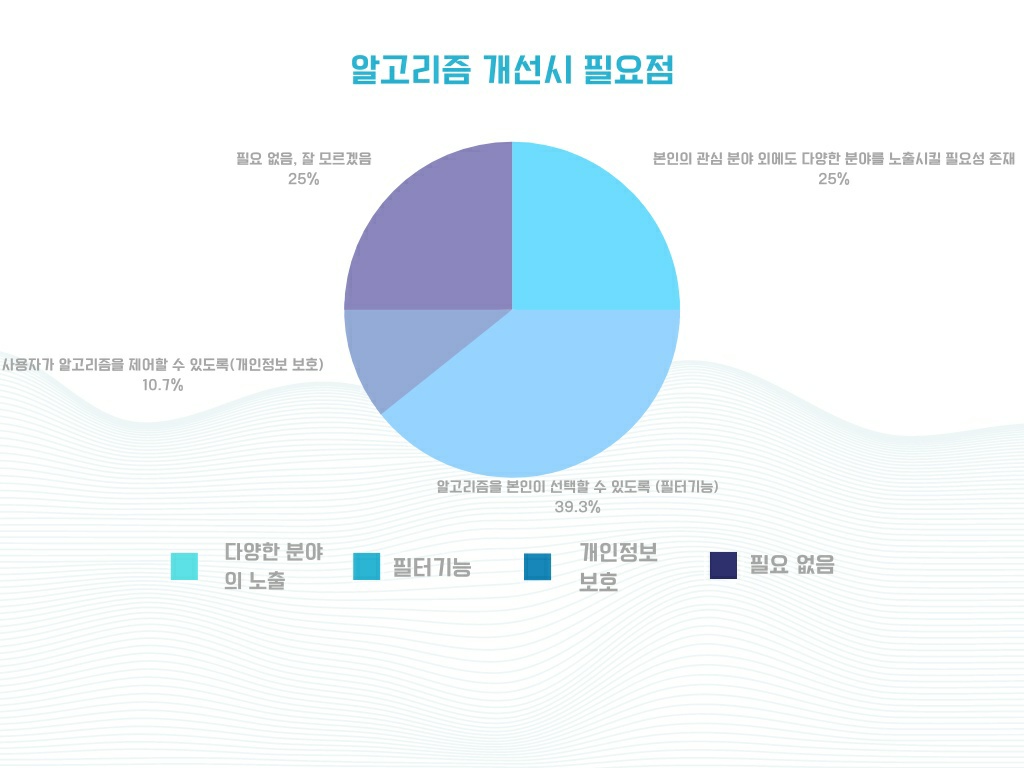 알고리즘 개선시 필요점
필요 없음, 잘 모르겠음
25%
본인의 관심 분야 외에도 다양한 분야를 노출시킬 필요성 존재
25%
사용자가 알고리즘을 제어할 수 있도록(개인정보 보호)
10.7%
알고리즘을 본인이 선택할 수 있도록 (필터기능)
39.3%
다양한 분야
의 노출
필터기능
개인정보
보호
필요 없음